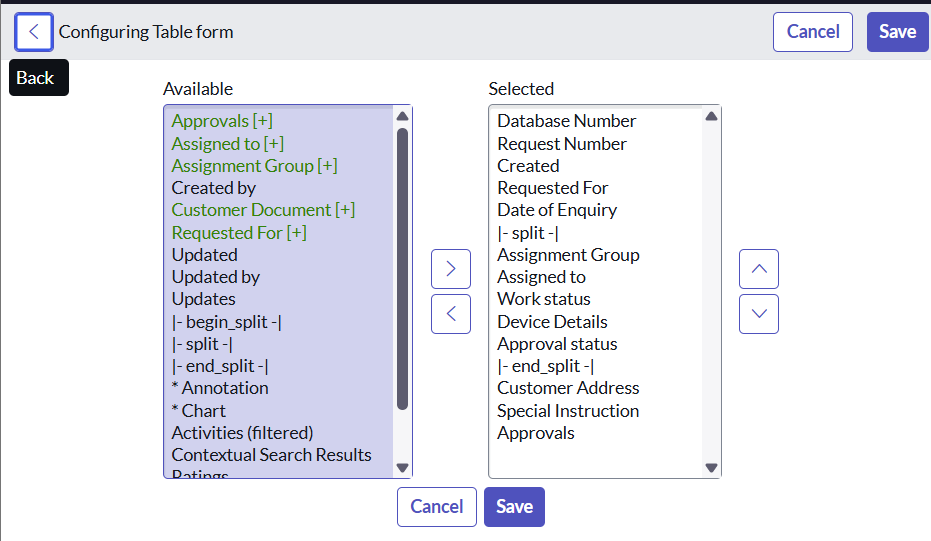 Configuring Table form
Cancel
Save
Back
Available
Selected
Approvals [+]
Assigned to [+]
Assignment Group [+]
Created by
Customer Document [+]
Requested For [+]
Updated
Updated by
Updates
|- begin_split -|
|- split -|
|- end_split -|
* Annotation
* Chart
Activities (filtered)
Contextual Search Results
Ratings
Database Number
Request Number
Created
Requested For
Date of Enquiry
|- split -|
Assignment Group
Assigned to
Work status
Device Details
Approval status
|- end_split -|
Customer Address
Special Instruction
Approvals
Cancel
Save